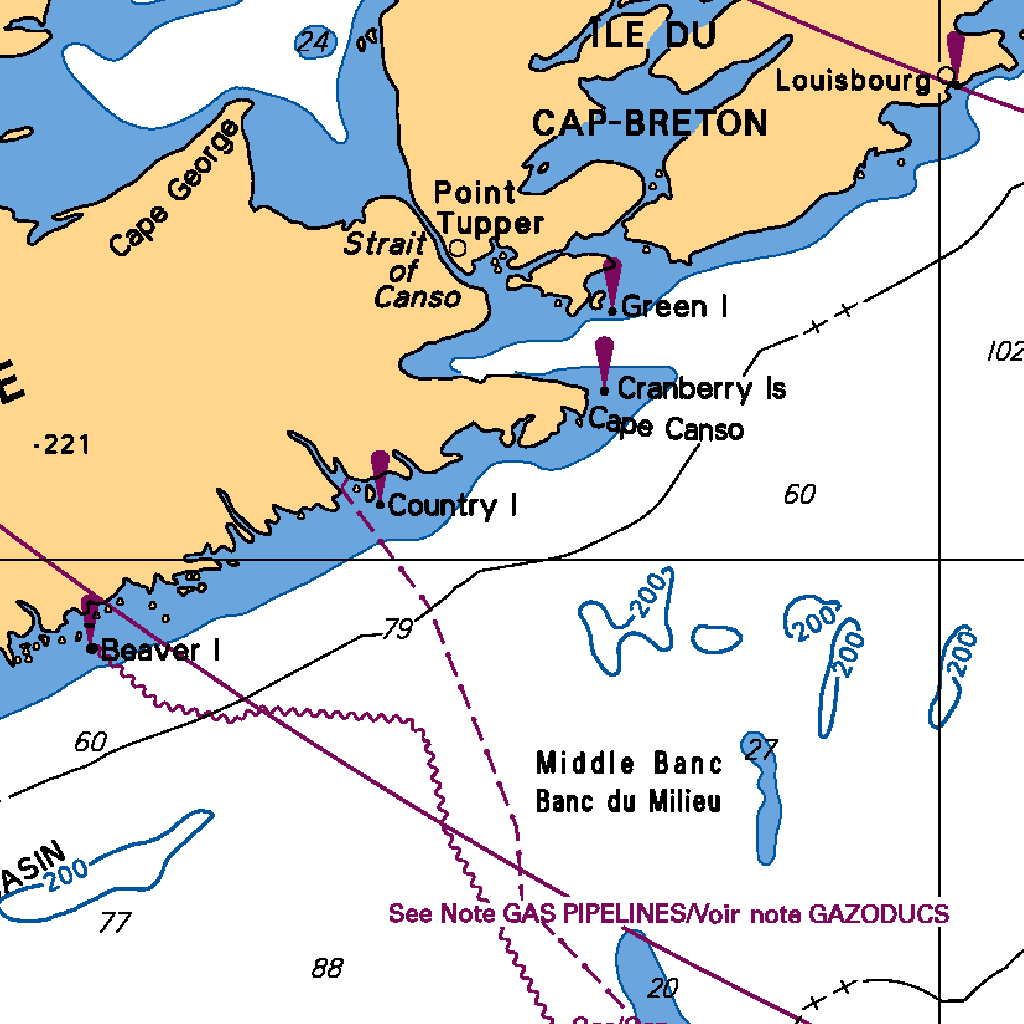 24
ÎLE DU
Louisbourg
CAP-BRETON
Cape George
Point
Tupper
Strait
of
Canso
Green I
102
Cranberry Is
Cape Canso
E
221
60
Country I
200
79
200
200
200
Beaver I
60
27
Middle Banc
Banc du Milieu
ASIN
200
77
See Note GAS PIPELINES/Voir note GAZODUCS
88
20